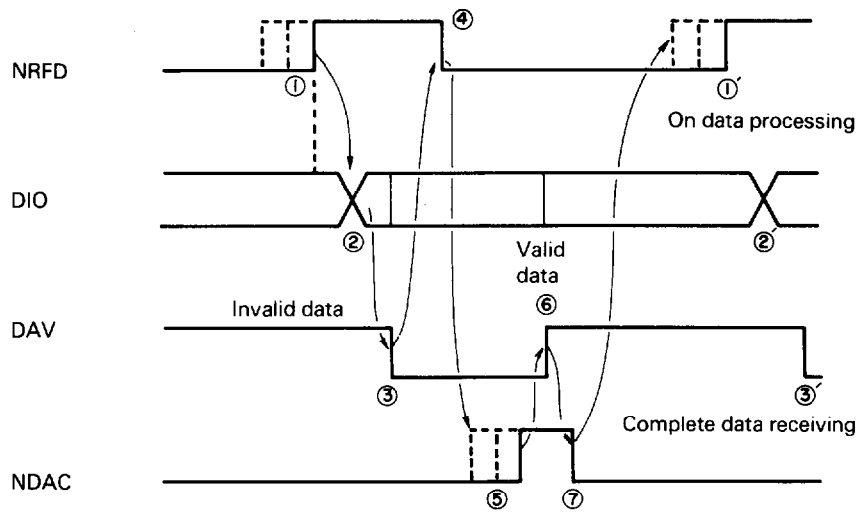 ④
NRFD
①
①′
On data processing
DIO
②
②′
Valid
data
⑥
Invalid data
DAV
③
③′
Complete data receiving
NDAC
⑤
⑦